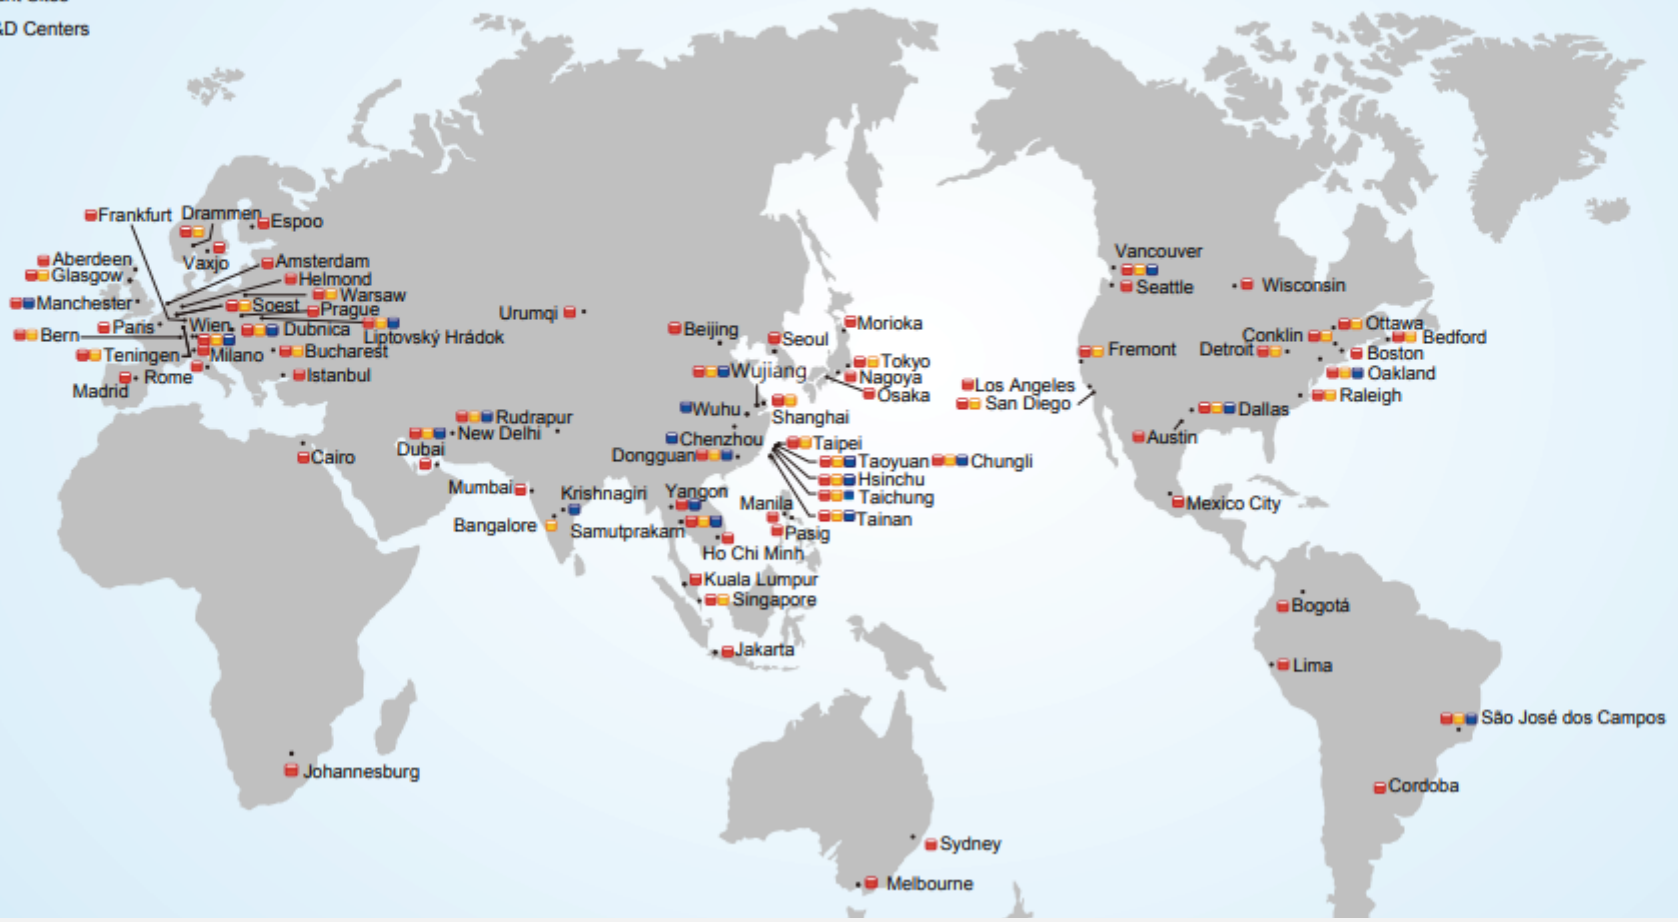 D Centers
Frankfurt
Drammen
Espoo
Aberdeen
Vaxjo
Amsterdam
Glasgow
Helmond
Manchester
Soest
Warsaw
Prague
Paris
Wien
Dubnica
Bern
Liptovský Hrádok
Teningen
Milano
Bucharest
Madrid
Rome
Istanbul
Urumqi
Beijing
Seoul
Morioka
Wujiang
Tokyo
Nagoya
Osaka
Wuhu
Shanghai
Rudrapur
New Delhi
Chenzhou
Cairo
Dubai
Dongguan
Taipei
Taoyuan
Chungli
Hsinchu
Taichung
Tainan
Mumbai
Krishnagiri
Yangon
Manila
Bangalore
Samutprakarn
Pasig
Ho Chi Minh
Kuala Lumpur
Singapore
Jakarta
Johannesburg
Sydney
Melbourne
Vancouver
Seattle
Wisconsin
Fremont
Conklin
Ottawa
Bedford
Detroit
Boston
Oakland
Los Angeles
San Diego
Raleigh
Dallas
Austin
Mexico City
Bogotá
Lima
São José dos Campos
Cordoba